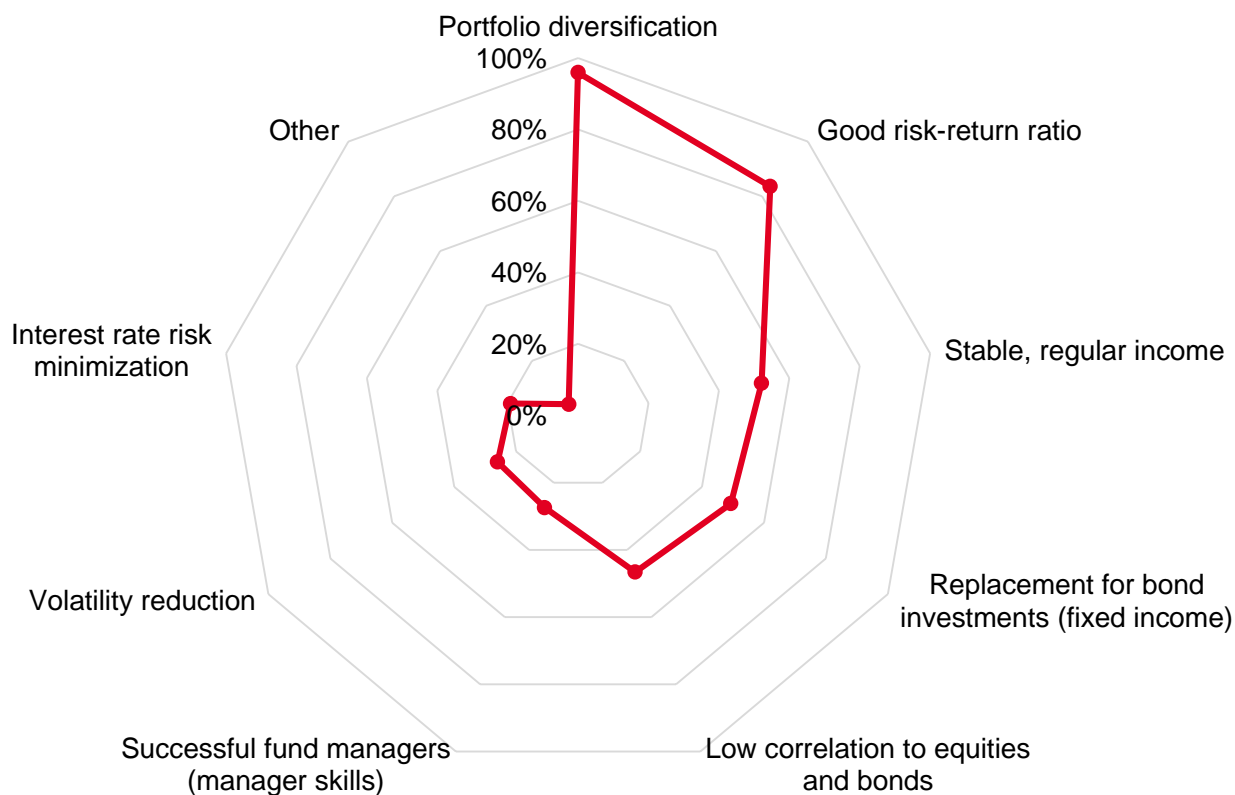 Portfolio diversification
100%
Other
Good risk-return ratio
80%
60%
40%
Interest rate risk
minimization
Stable, regular income
20%
0%
Volatility reduction
Replacement for bond
investments (fixed income)
Successful fund managers
(manager skills)
Low correlation to equities
and bonds